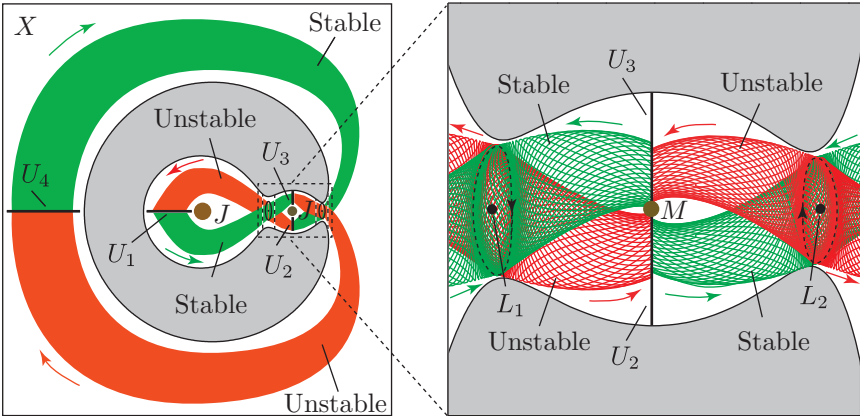 X
Stable
Unstable
U₃
U₄
J
J
U₁
U₂
Stable
Unstable
U₃
Stable
Unstable
M
L₁
L₂
Unstable
U₂
Stable